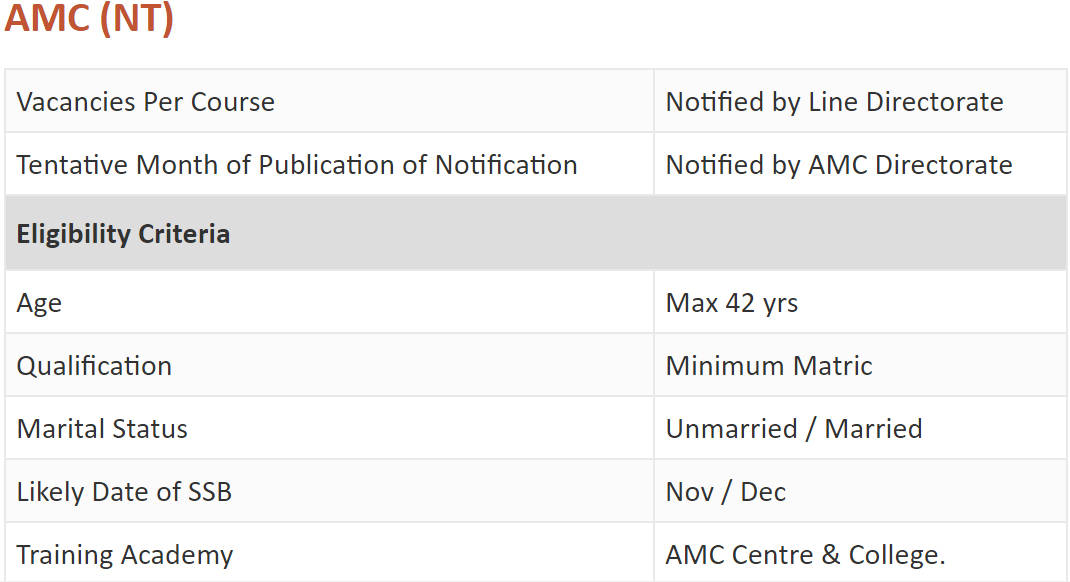 AMC (NT)
Vacancies Per Course Notified by Line Directorate
Tentative Month of Publication of Notification Notified by AMC Directorate
Eligibility Criteria
Age Max 42 yrs
Qualification Minimum Matric
Marital Status Unmarried / Married
Likely Date of SSB Nov / Dec
Training Academy AMC Centre & College.